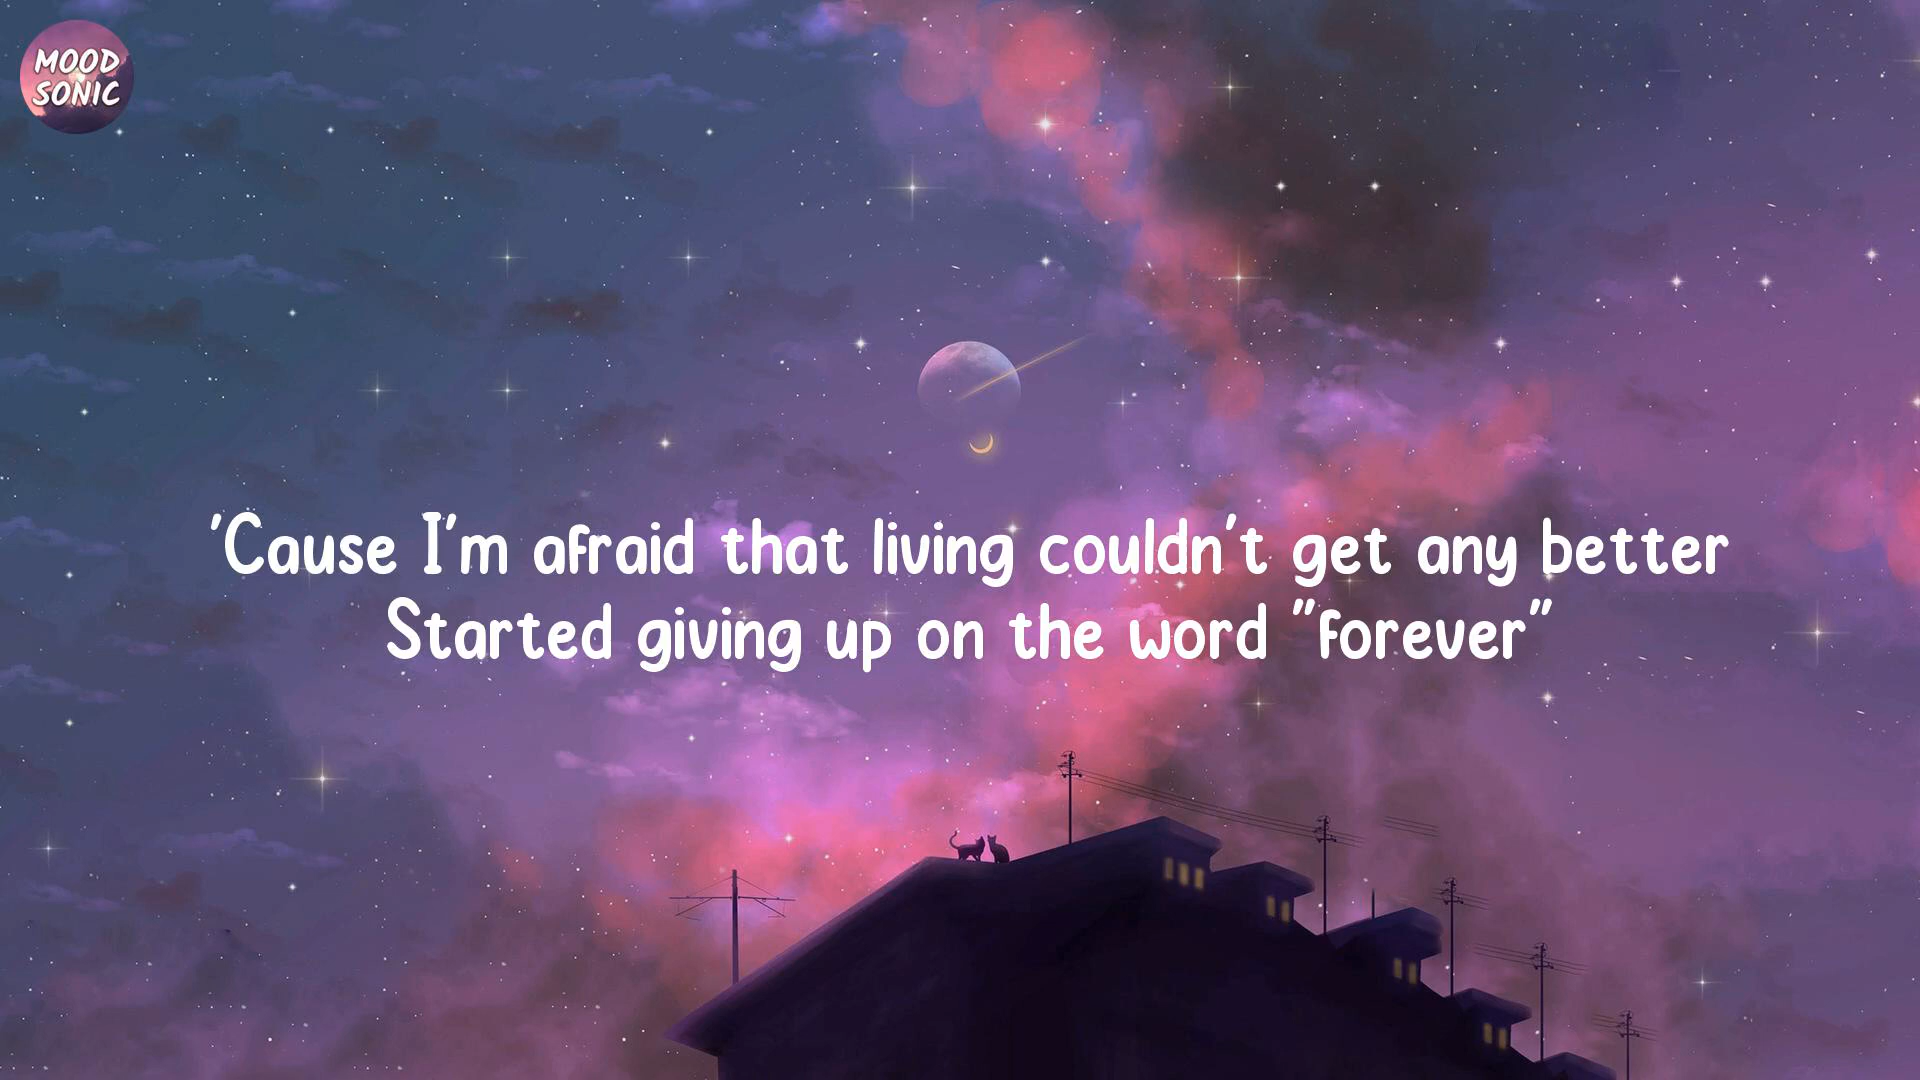 MOOD
SONIC
'Cause I'm afraid that living couldn't get any better
Started giving up on the word "forever"